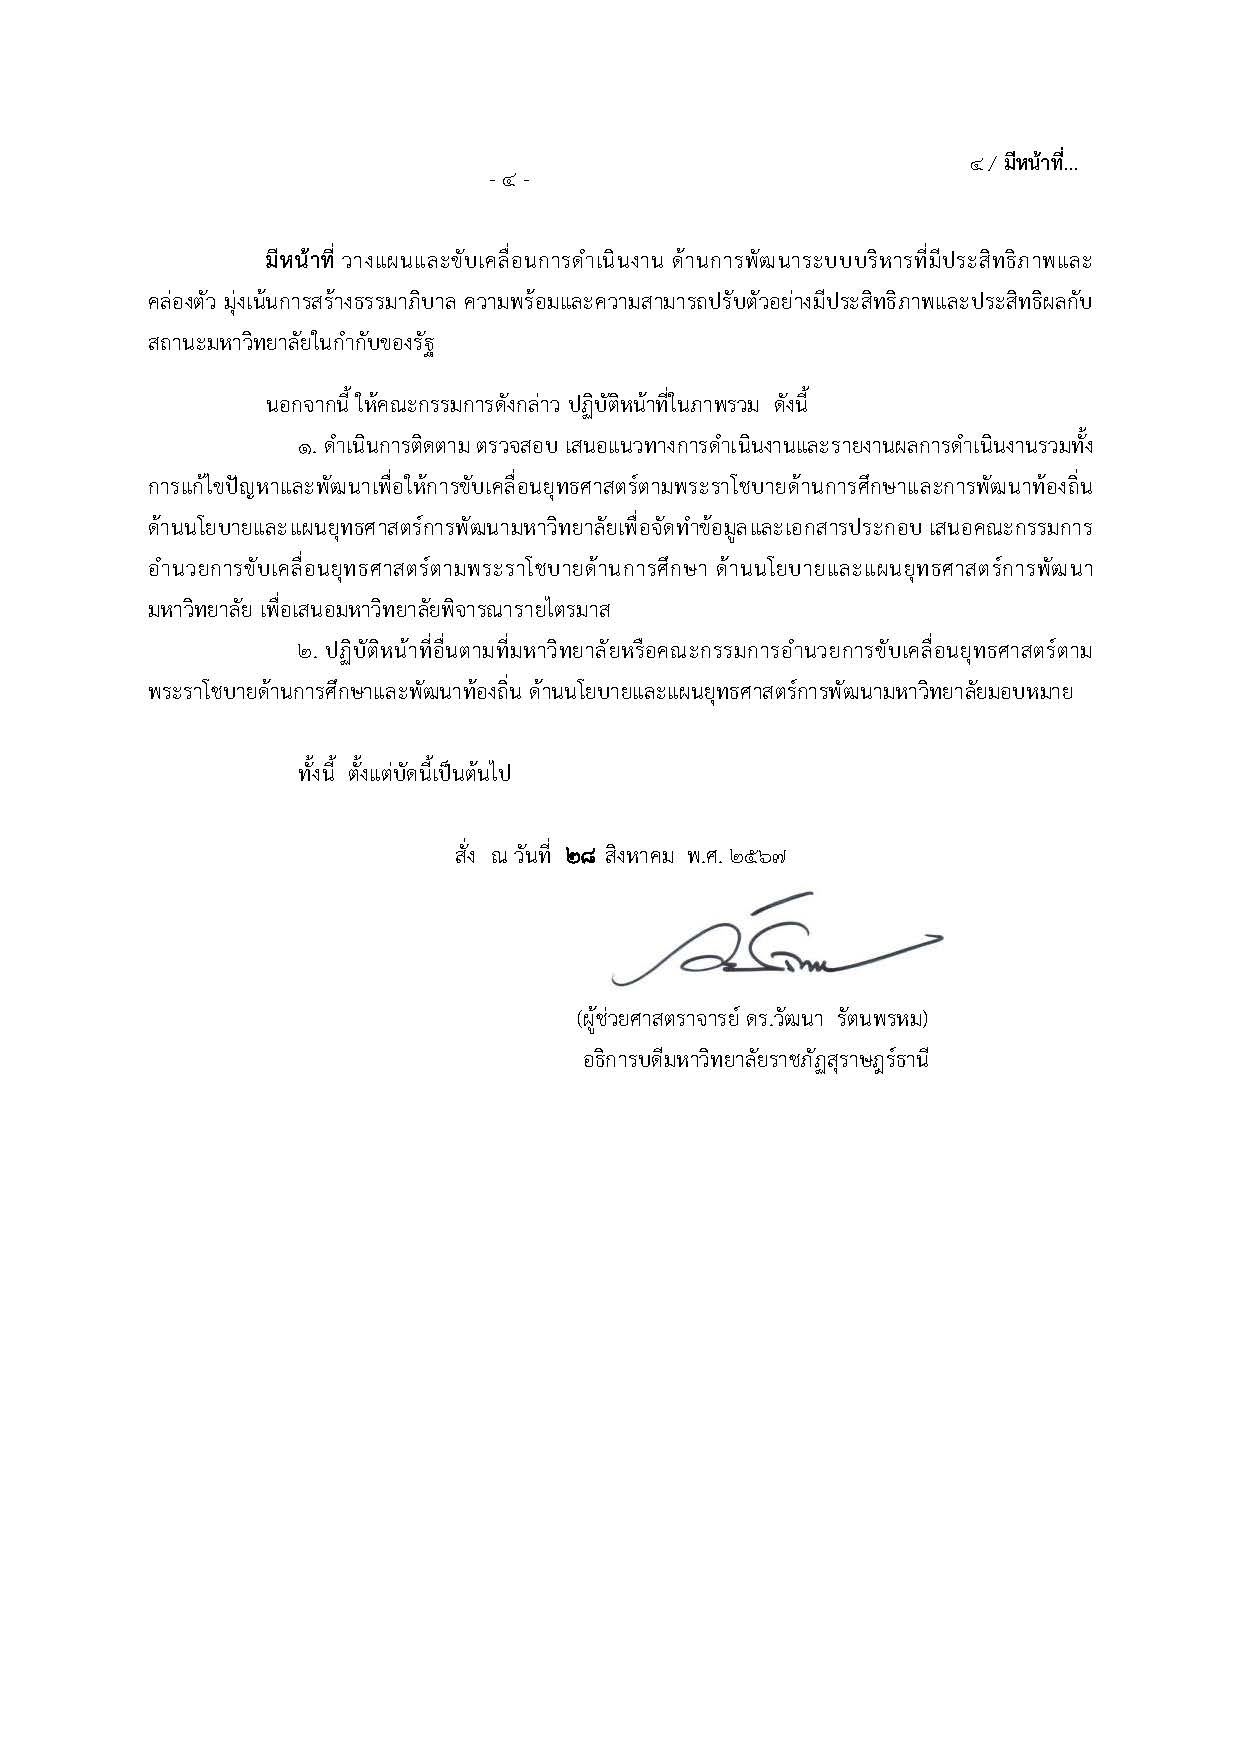 ๔ / มีหน้าที่...
- ๔ -
มีหน้าที่ วางแผนและขับเคลื่อนการดำเนินงาน ด้านการพัฒนาระบบบริหารที่มีประสิทธิภาพและ
คล่องตัว มุ่งเน้นการสร้างธรรมาภิบาล ความพร้อมและความสามารถปรับตัวอย่างมีประสิทธิภาพและประสิทธิผลกับ
สถานะมหาวิทยาลัยในกำกับของรัฐ
นอกจากนี้ ให้คณะกรรมการดังกล่าว ปฏิบัติหน้าที่ในภาพรวม ดังนี้
๑. ดำเนินการติดตาม ตรวจสอบ เสนอแนวทางการดำเนินงานและรายงานผลการดำเนินงานรวมทั้ง
การแก้ไขปัญหาและพัฒนาเพื่อให้การขับเคลื่อนยุทธศาสตร์ตามพระราโชบายด้านการศึกษาและการพัฒนาท้องถิ่น
ด้านนโยบายและแผนยุทธศาสตร์การพัฒนามหาวิทยาลัยเพื่อจัดทำข้อมูลและเอกสารประกอบ เสนอคณะกรรมการ
อำนวยการขับเคลื่อนยุทธศาสตร์ตามพระราโชบายด้านการศึกษา ด้านนโยบายและแผนยุทธศาสตร์การพัฒนา
มหาวิทยาลัย เพื่อเสนอมหาวิทยาลัยพิจารณารายไตรมาส
๒. ปฏิบัติหน้าที่อื่นตามที่มหาวิทยาลัยหรือคณะกรรมการอำนวยการขับเคลื่อนยุทธศาสตร์ตาม
พระราโชบายด้านการศึกษาและพัฒนาท้องถิ่น ด้านนโยบายและแผนยุทธศาสตร์การพัฒนามหาวิทยาลัยมอบหมาย
ทั้งนี้ ตั้งแต่บัดนี้เป็นต้นไป
สั่ง ณ วันที่ ๒๘ สิงหาคม พ.ศ. ๒๕๖๗
(ผู้ช่วยศาสตราจารย์ ดร.วัฒนา รัตนพรหม)
อธิการบดีมหาวิทยาลัยราชภัฏสุราษฎร์ธานี